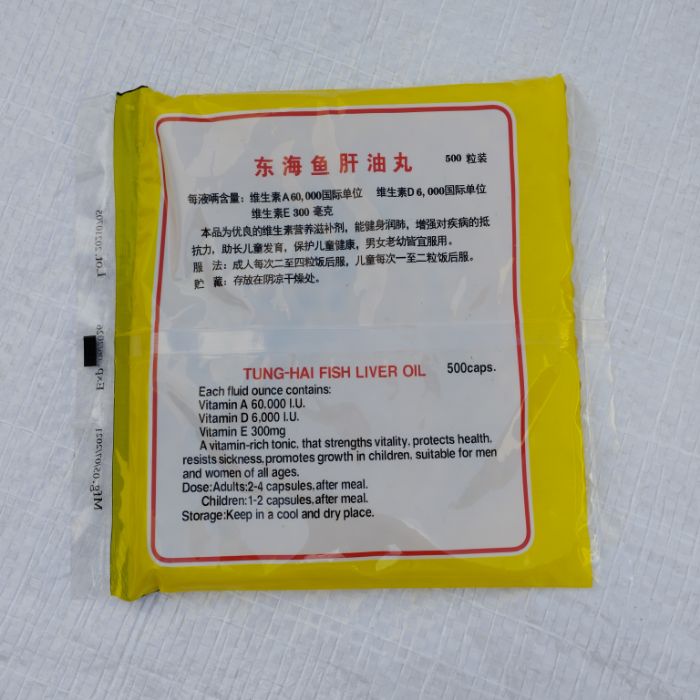 东海鱼肝油丸 500 粒装
每液唡含量：维生素A60,000国际单位 维生素D6,000国际单位
维生素E 300 毫克
本品为优良的维生素营养滋补剂，能健身润肺，增强对疾病的抵
抗力，助长儿童发育，保护儿童健康，男女老幼皆宜服用。
服 法：成人每次二至四粒饭后服，儿童每次一至二粒饭后服。
贮 藏：存放在阴凉干燥处。
TUNG-HAI FISH LIVER OIL 500caps.
Each fluid ounce contains:
Vitamin A 60.000 I.U.
Vitamin D 6.000 I.U.
Vitamin E 300mg
A vitamin-rich tonic, that strengths vitality, protects health,
resists sickness, promotes growth in children, suitable for men
and women of all ages.
Dose:Adults:2-4 capsules,after meal.
Children:1-2 capsules,after meal.
Storage:Keep in a cool and dry place.